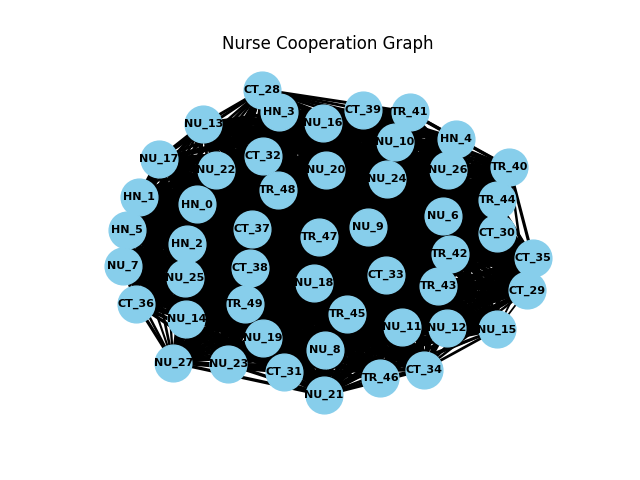 Nurse Cooperation Graph
CT_28
HN_3
CT_39
TR_41
NU_13
NU_16
NU_10
HN_4
NU_17
CT_32
NU_22
NU_20
NU_26
TR_40
NU_24
TR_48
HN_1
HN_0
TR_44
NU_6
HN_5
CT_37
NU_9
CT_30
TR_47
HN_2
TR_42
CT_35
NU_7
CT_38
NU_25
CT_33
NU_18
TR_43
CT_29
CT_36
TR_49
TR_45
NU_14
NU_11
NU_12
NU_15
NU_19
NU_8
NU_27
NU_23
CT_31
CT_34
TR_46
NU_21